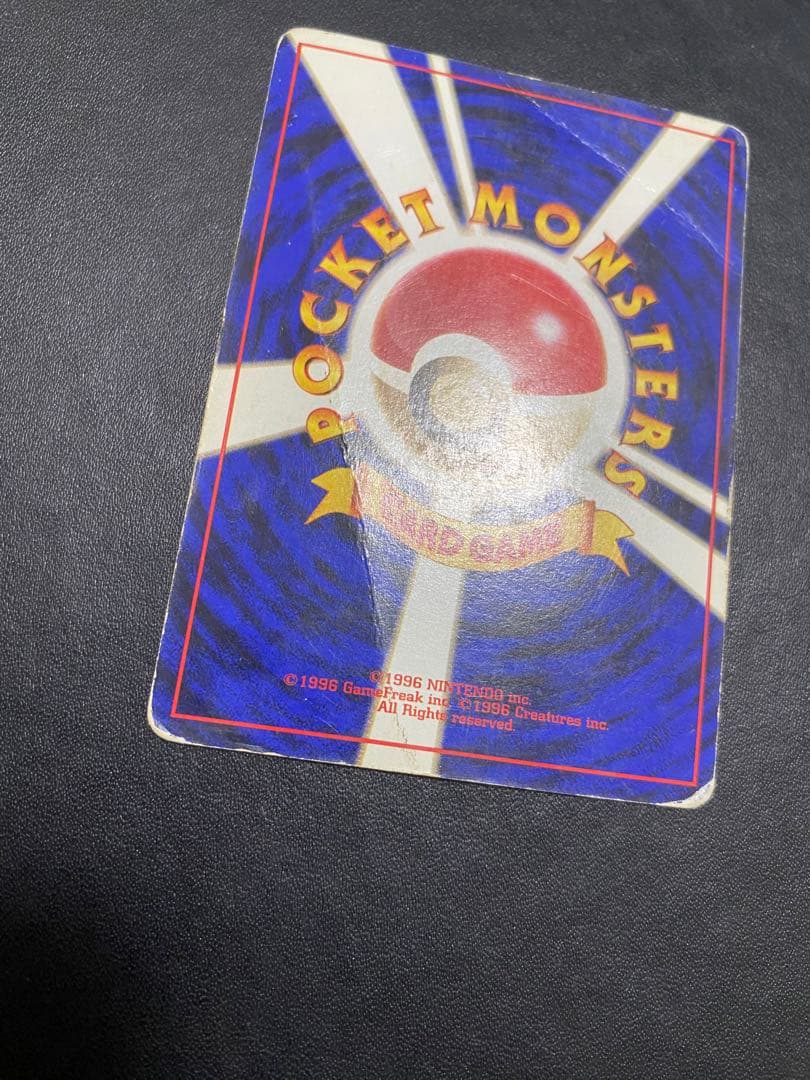 POCKET MONSTERS
CARD GAME
©1996 NINTENDO inc.
©1996 GameFreak inc. ©1996 Creatures inc.
All Rights reserved.